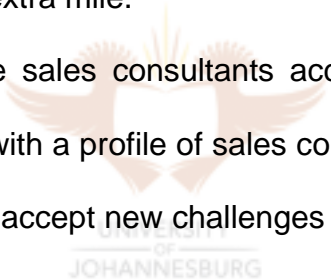 extra mile.
e sales consultants acc
with a profile of sales co
accept new challenges
UNIVERSITY
OF
JOHANNESBURG